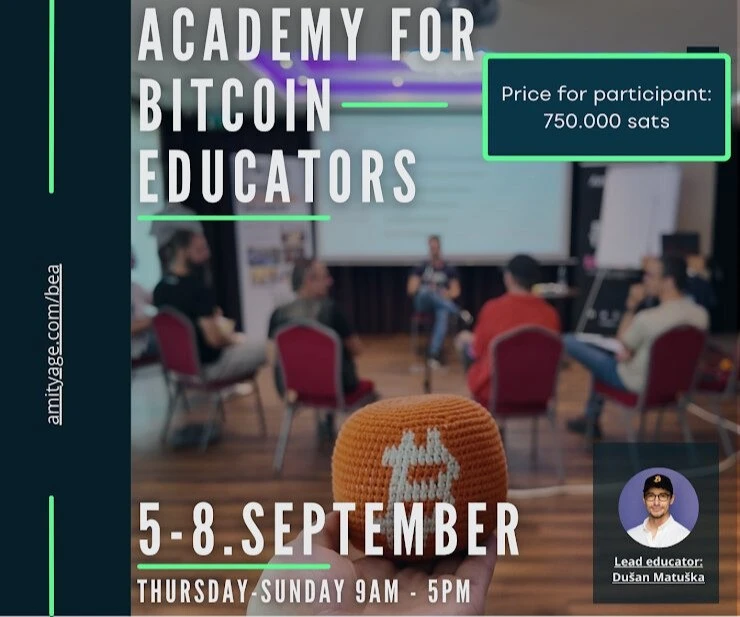 ACADEMY FOR
BITCOIN
EDUCATORS
Price for participant:
750.000 sats
amityage.com/bea
5-8.SEPTEMBER
THURSDAY-SUNDAY 9AM - 5PM
Lead educator:
Dušan Matuška